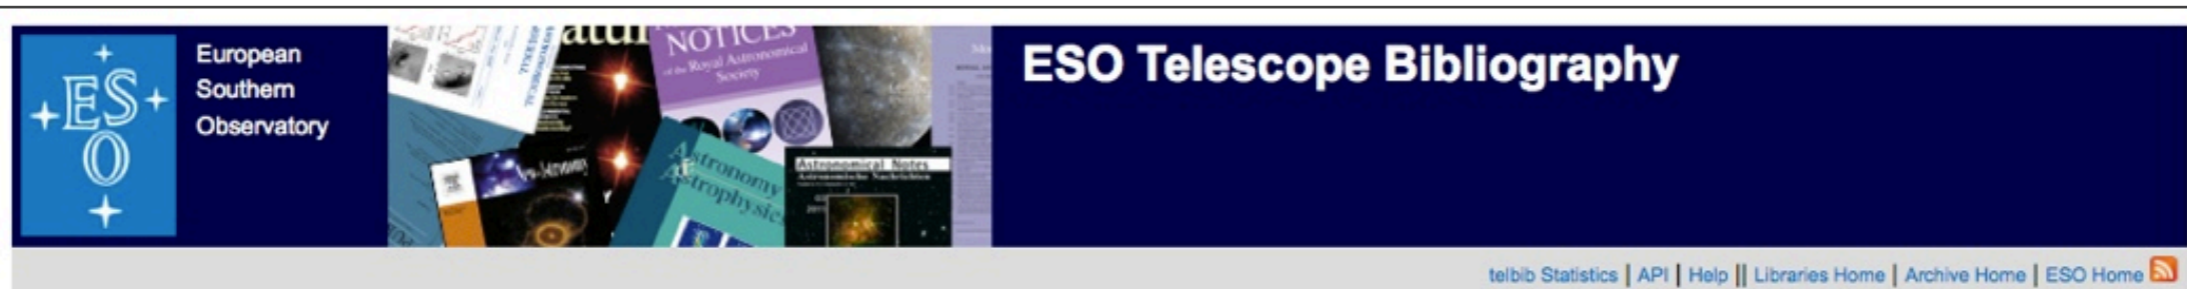 ESO
European
Southern
Observatory
NOTICES
of the Royal Astronomical
Society
Astronomy
Astrophysics
Astronomical Notes
Astronomische Nachrichten
ESO Telescope Bibliography
telbib Statistics | API | Help || Libraries Home | Archive Home | ESO Home